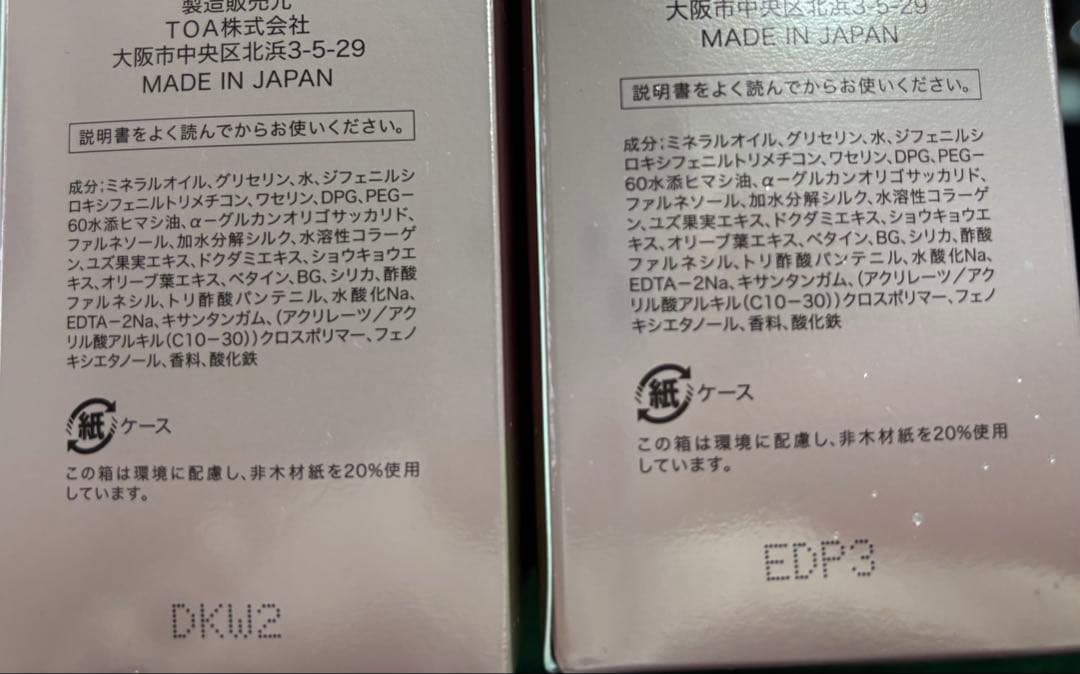 製造販売元
TOA株式会社
大阪市中央区北浜3-5-29
MADE IN JAPAN
説明書をよく読んでからお使いください。
成分;ミネラルオイル、グリセリン、水、ジフェニルシ
ロキシフェニルトリメチコン、ワセリン、DPG、PEG-
60水添ヒマシ油、α-グルカンオリゴサッカリド、
ファルネソール、加水分解シルク、水溶性コラーゲ
ン、ユズ果実エキス、ドクダミエキス、ショウキョウエ
キス、オリーブ葉エキス、ベタイン、BG、シリカ、酢酸
ファルネシル、トリ酢酸パンテニル、水酸化Na、
EDTA-2Na、キサンタンガム、(アクリレーツ/アク
リル酸アルキル(C10-30))クロスポリマー、フェノ
キシエタノール、香料、酸化鉄
紙 ケース
この箱は環境に配慮し、非木材紙を20%使用
しています。
DKW2
大阪市中央区北浜3-5-29
MADE IN JAPAN
説明書をよく読んでからお使いください。
成分:ミネラルオイル、グリセリン、水、ジフェニルシ
ロキシフェニルトリメチコン、ワセリン、DPG、PEG-
60水添ヒマシ油、α-グルカンオリゴサッカリド、
ファルネソール、加水分解シルク、水溶性コラーゲ
ン、ユズ果実エキス、ドクダミエキス、ショウキョウエ
キス、オリーブ葉エキス、ベタイン、BG、シリカ、酢酸
ファルネシル、トリ酢酸パンテニル、水酸化Na、
EDTA-2Na、キサンタンガム、(アクリレーツ/アク
リル酸アルキル(C10-30))クロスポリマー、フェノ
キシエタノール、香料、酸化鉄
紙 ケース
この箱は環境に配慮し、非木材紙を20%使用
しています。
EDP3